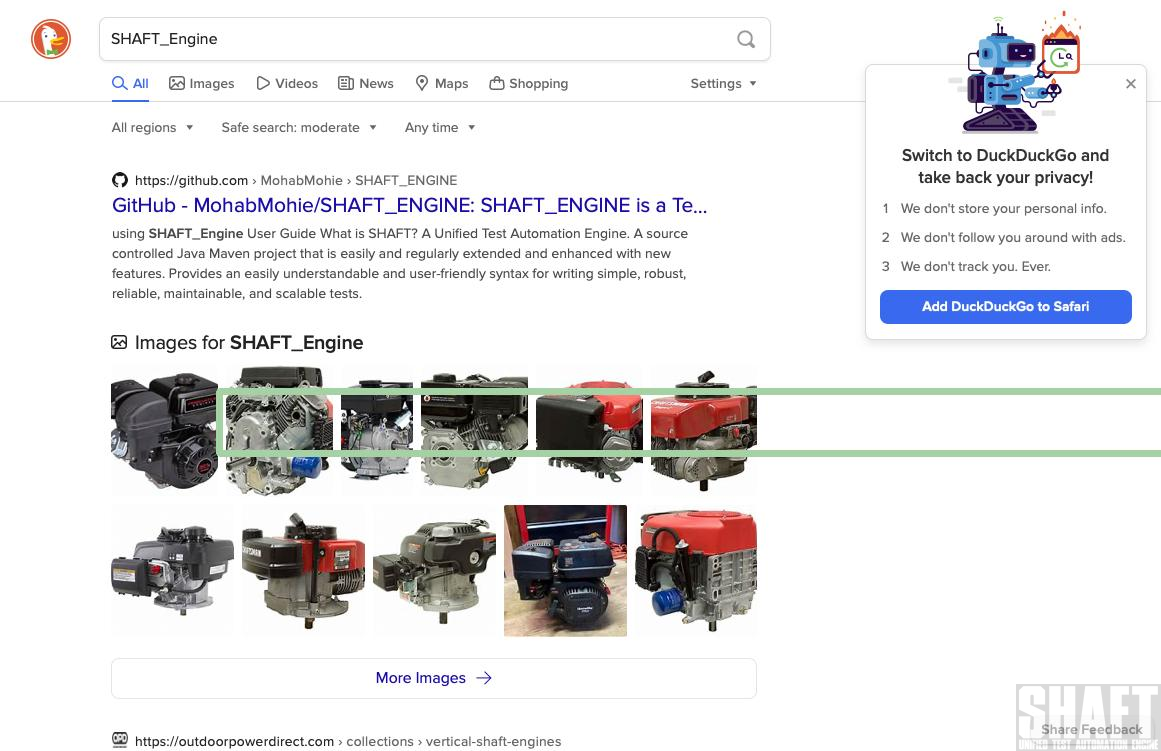 SHAFT_Engine
All
Images
Videos
News
Maps
Shopping
Settings
All regions
Safe search: moderate
Any time
https://github.com › MohabMohie › SHAFT_ENGINE
GitHub - MohabMohie/SHAFT_ENGINE: SHAFT_ENGINE is a Te...
using SHAFT_Engine User Guide What is SHAFT? A Unified Test Automation Engine. A source
controlled Java Maven project that is easily and regularly extended and enhanced with new
features. Provides an easily understandable and user-friendly syntax for writing simple, robust,
reliable, maintainable, and scalable tests.
Images for SHAFT_Engine
More Images
https://outdoorpowerdirect.com › collections › vertical-shaft-engines
Switch to DuckDuckGo and
take back your privacy!
1 We don't store your personal info.
2 We don't follow you around with ads.
3 We don't track you. Ever.
Add DuckDuckGo to Safari
SHAFT
Share Feedback